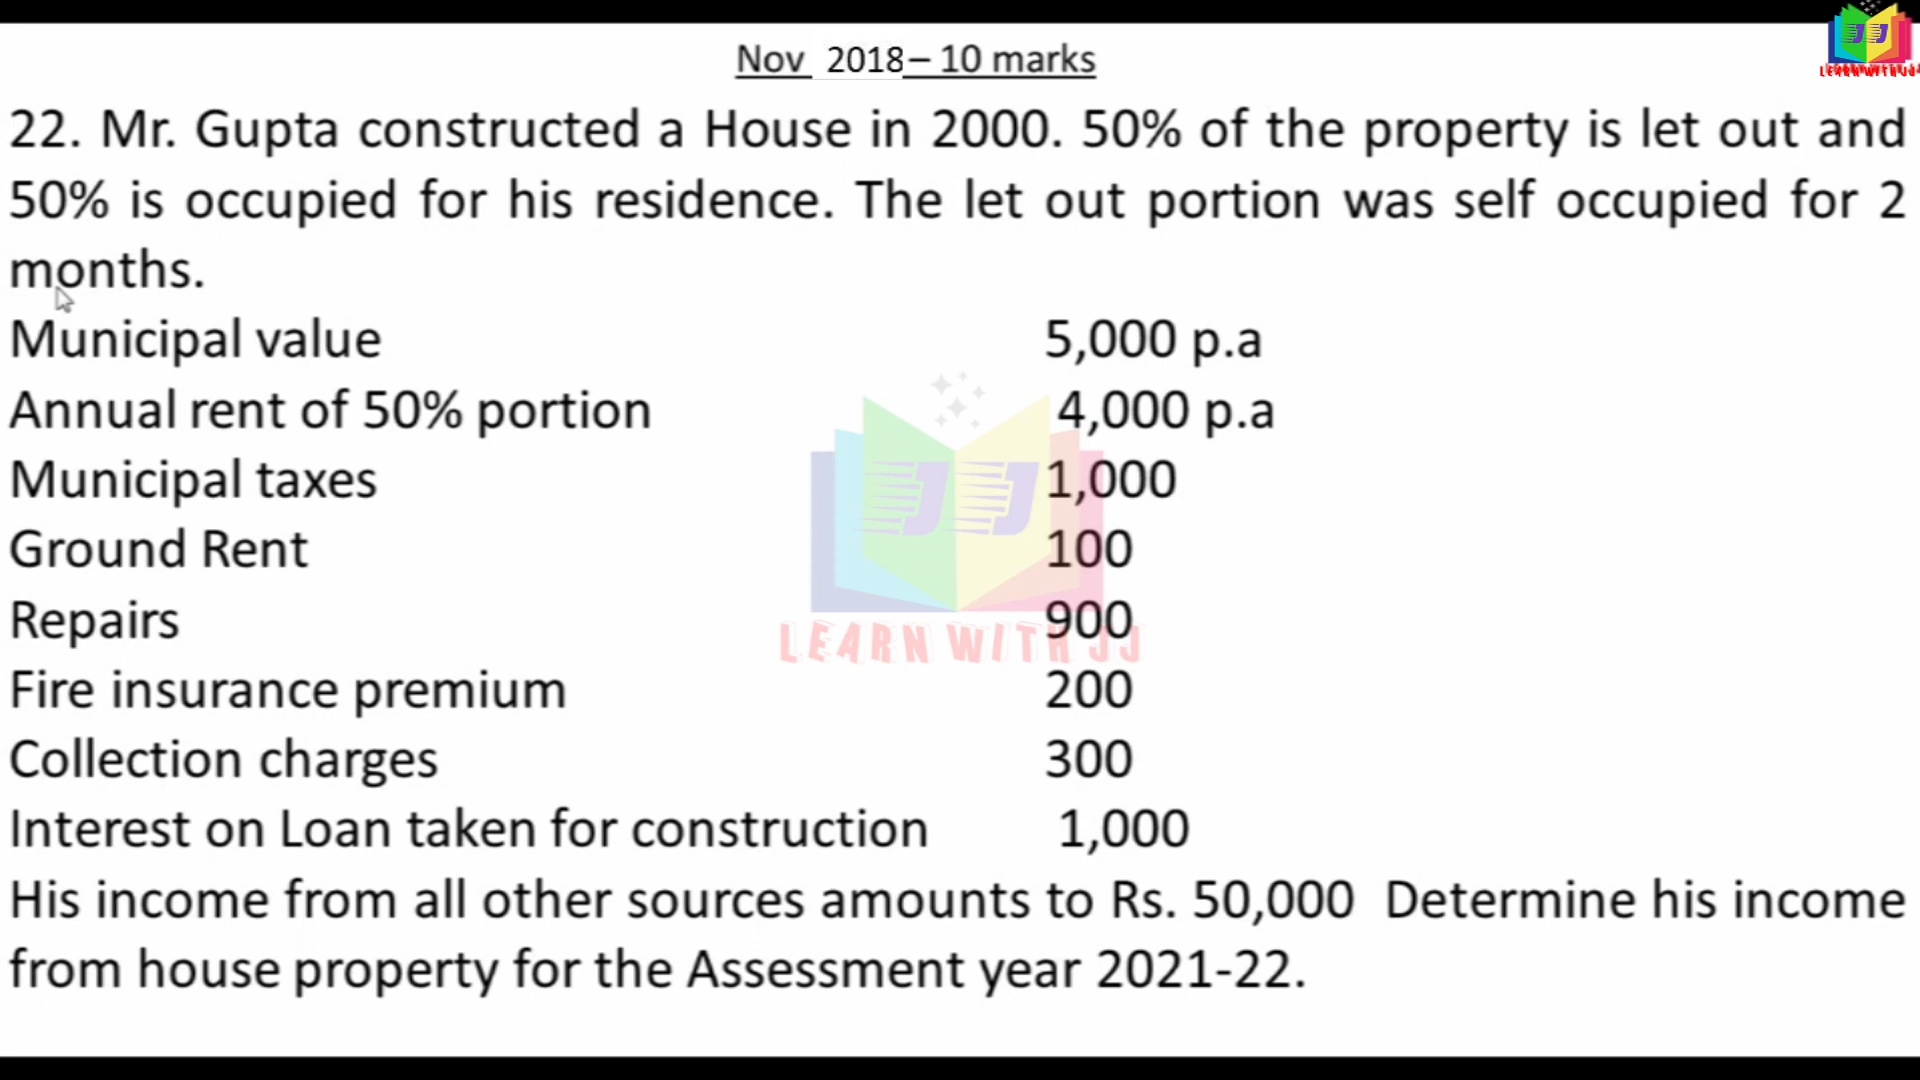 Nov 2018– 10 marks
22. Mr. Gupta constructed a House in 2000. 50% of the property is let out and
50% is occupied for his residence. The let out portion was self occupied for 2
months.
Municipal value 5,000 p.a
Annual rent of 50% portion 4,000 p.a
Municipal taxes 1,000
Ground Rent 100
Repairs 900
Fire insurance premium 200
Collection charges 300
Interest on Loan taken for construction 1,000
His income from all other sources amounts to Rs. 50,000 Determine his income
from house property for the Assessment year 2021-22.
JJ
LEARN WITH JJ
JJ
LEARN WITH JJ